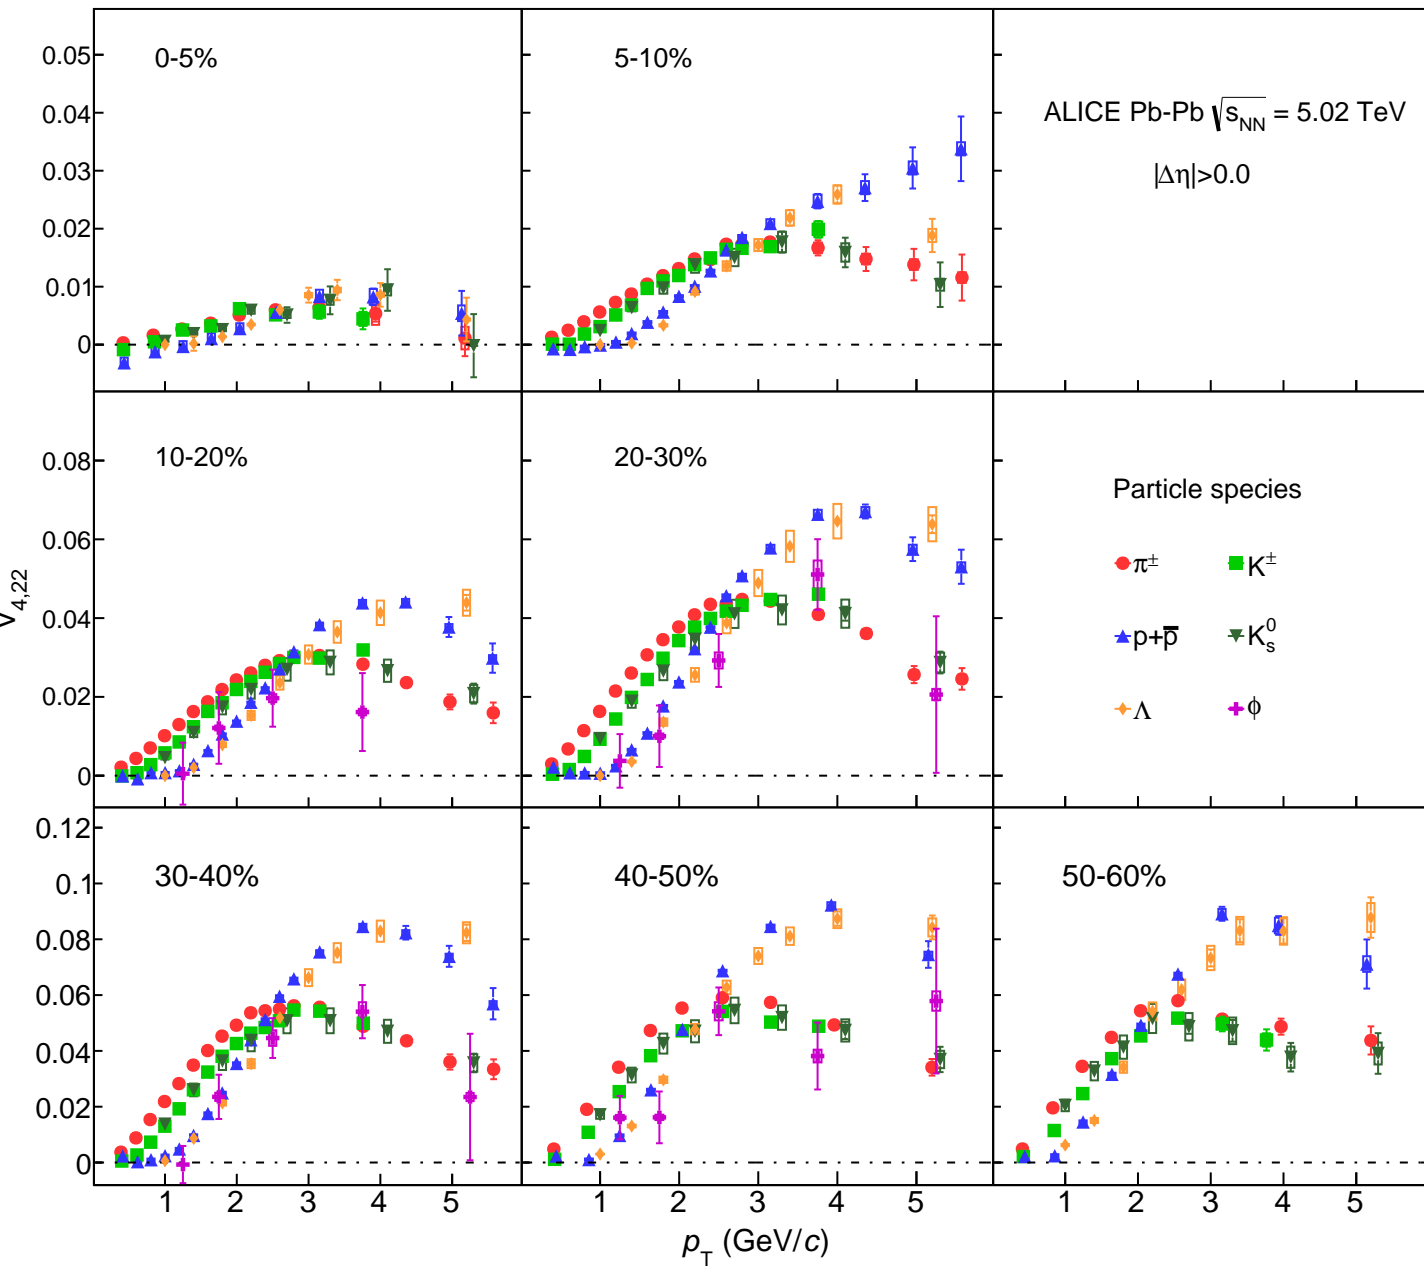 0-5%
5-10%
ALICE Pb-Pb √s_NN = 5.02 TeV
|Δη|>0.0
0.05
0.04
0.03
0.02
0.01
0
10-20%
20-30%
Particle species
π±
K±
p+p̅
K⁰s
Λ
ϕ
v4,22
0.08
0.06
0.04
0.02
0
30-40%
40-50%
50-60%
0.12
0.1
0.08
0.06
0.04
0.02
0
1 2 3 4 5 1 2 3 4 5 1 2 3 4 5
pT (GeV/c)